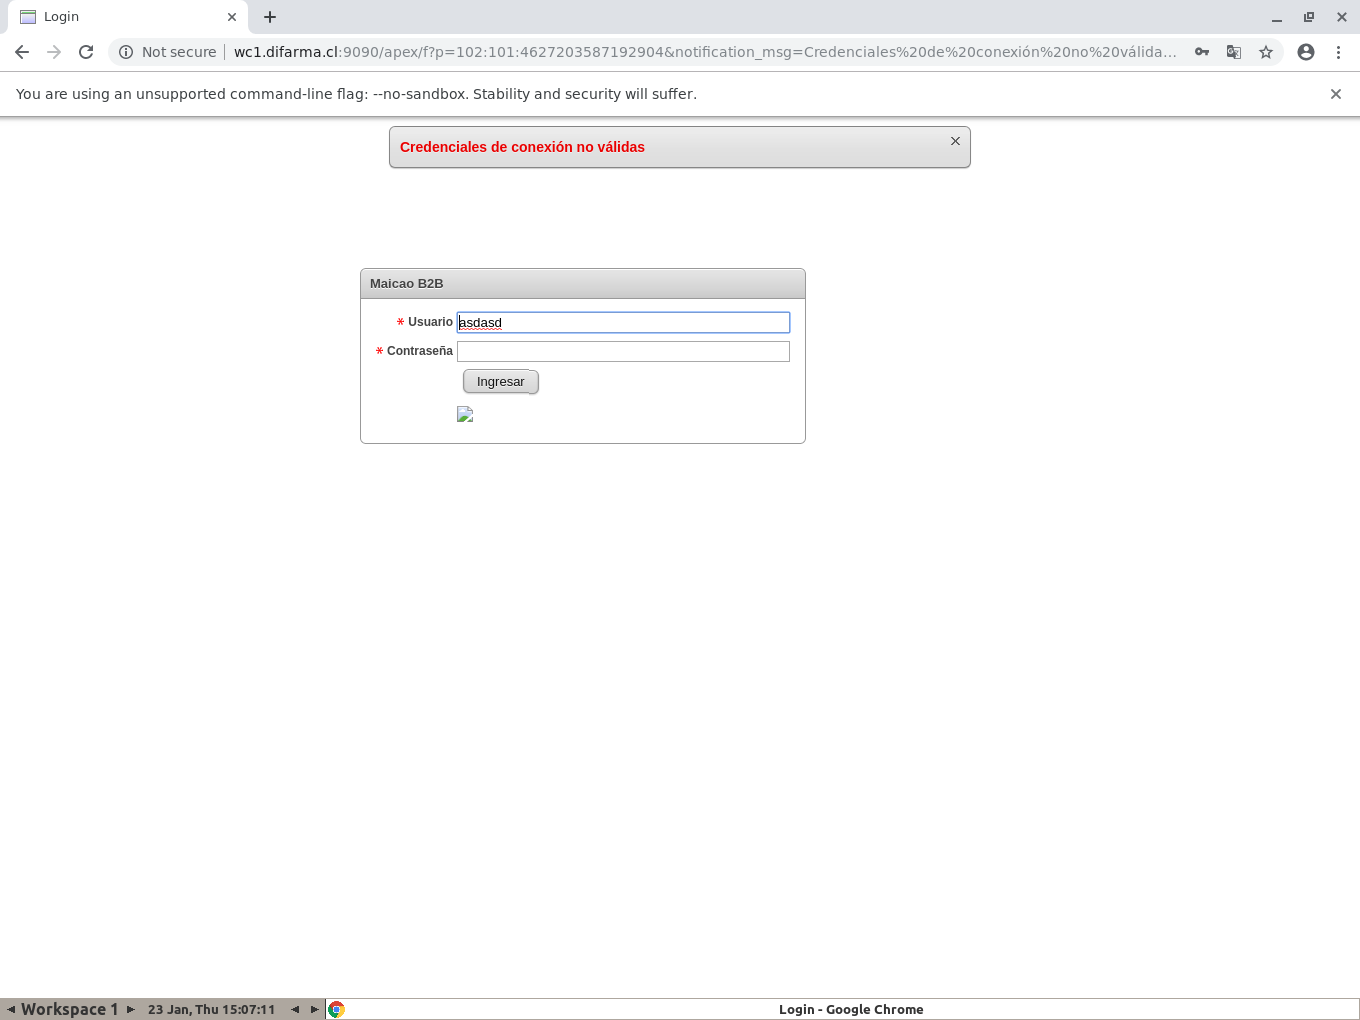 Login
Not secure
wc1.difarma.cl:9090/apex/f?p=102:101:4627203587192904&notification_msg=Credenciales%20de%20conexión%20no%20válida...
You are using an unsupported command-line flag: --no-sandbox. Stability and security will suffer.
Credenciales de conexión no válidas
Maicao B2B
* Usuario asdasd
* Contraseña
Ingresar
Workspace 1 23 Jan, Thu 15:07:11 Login - Google Chrome